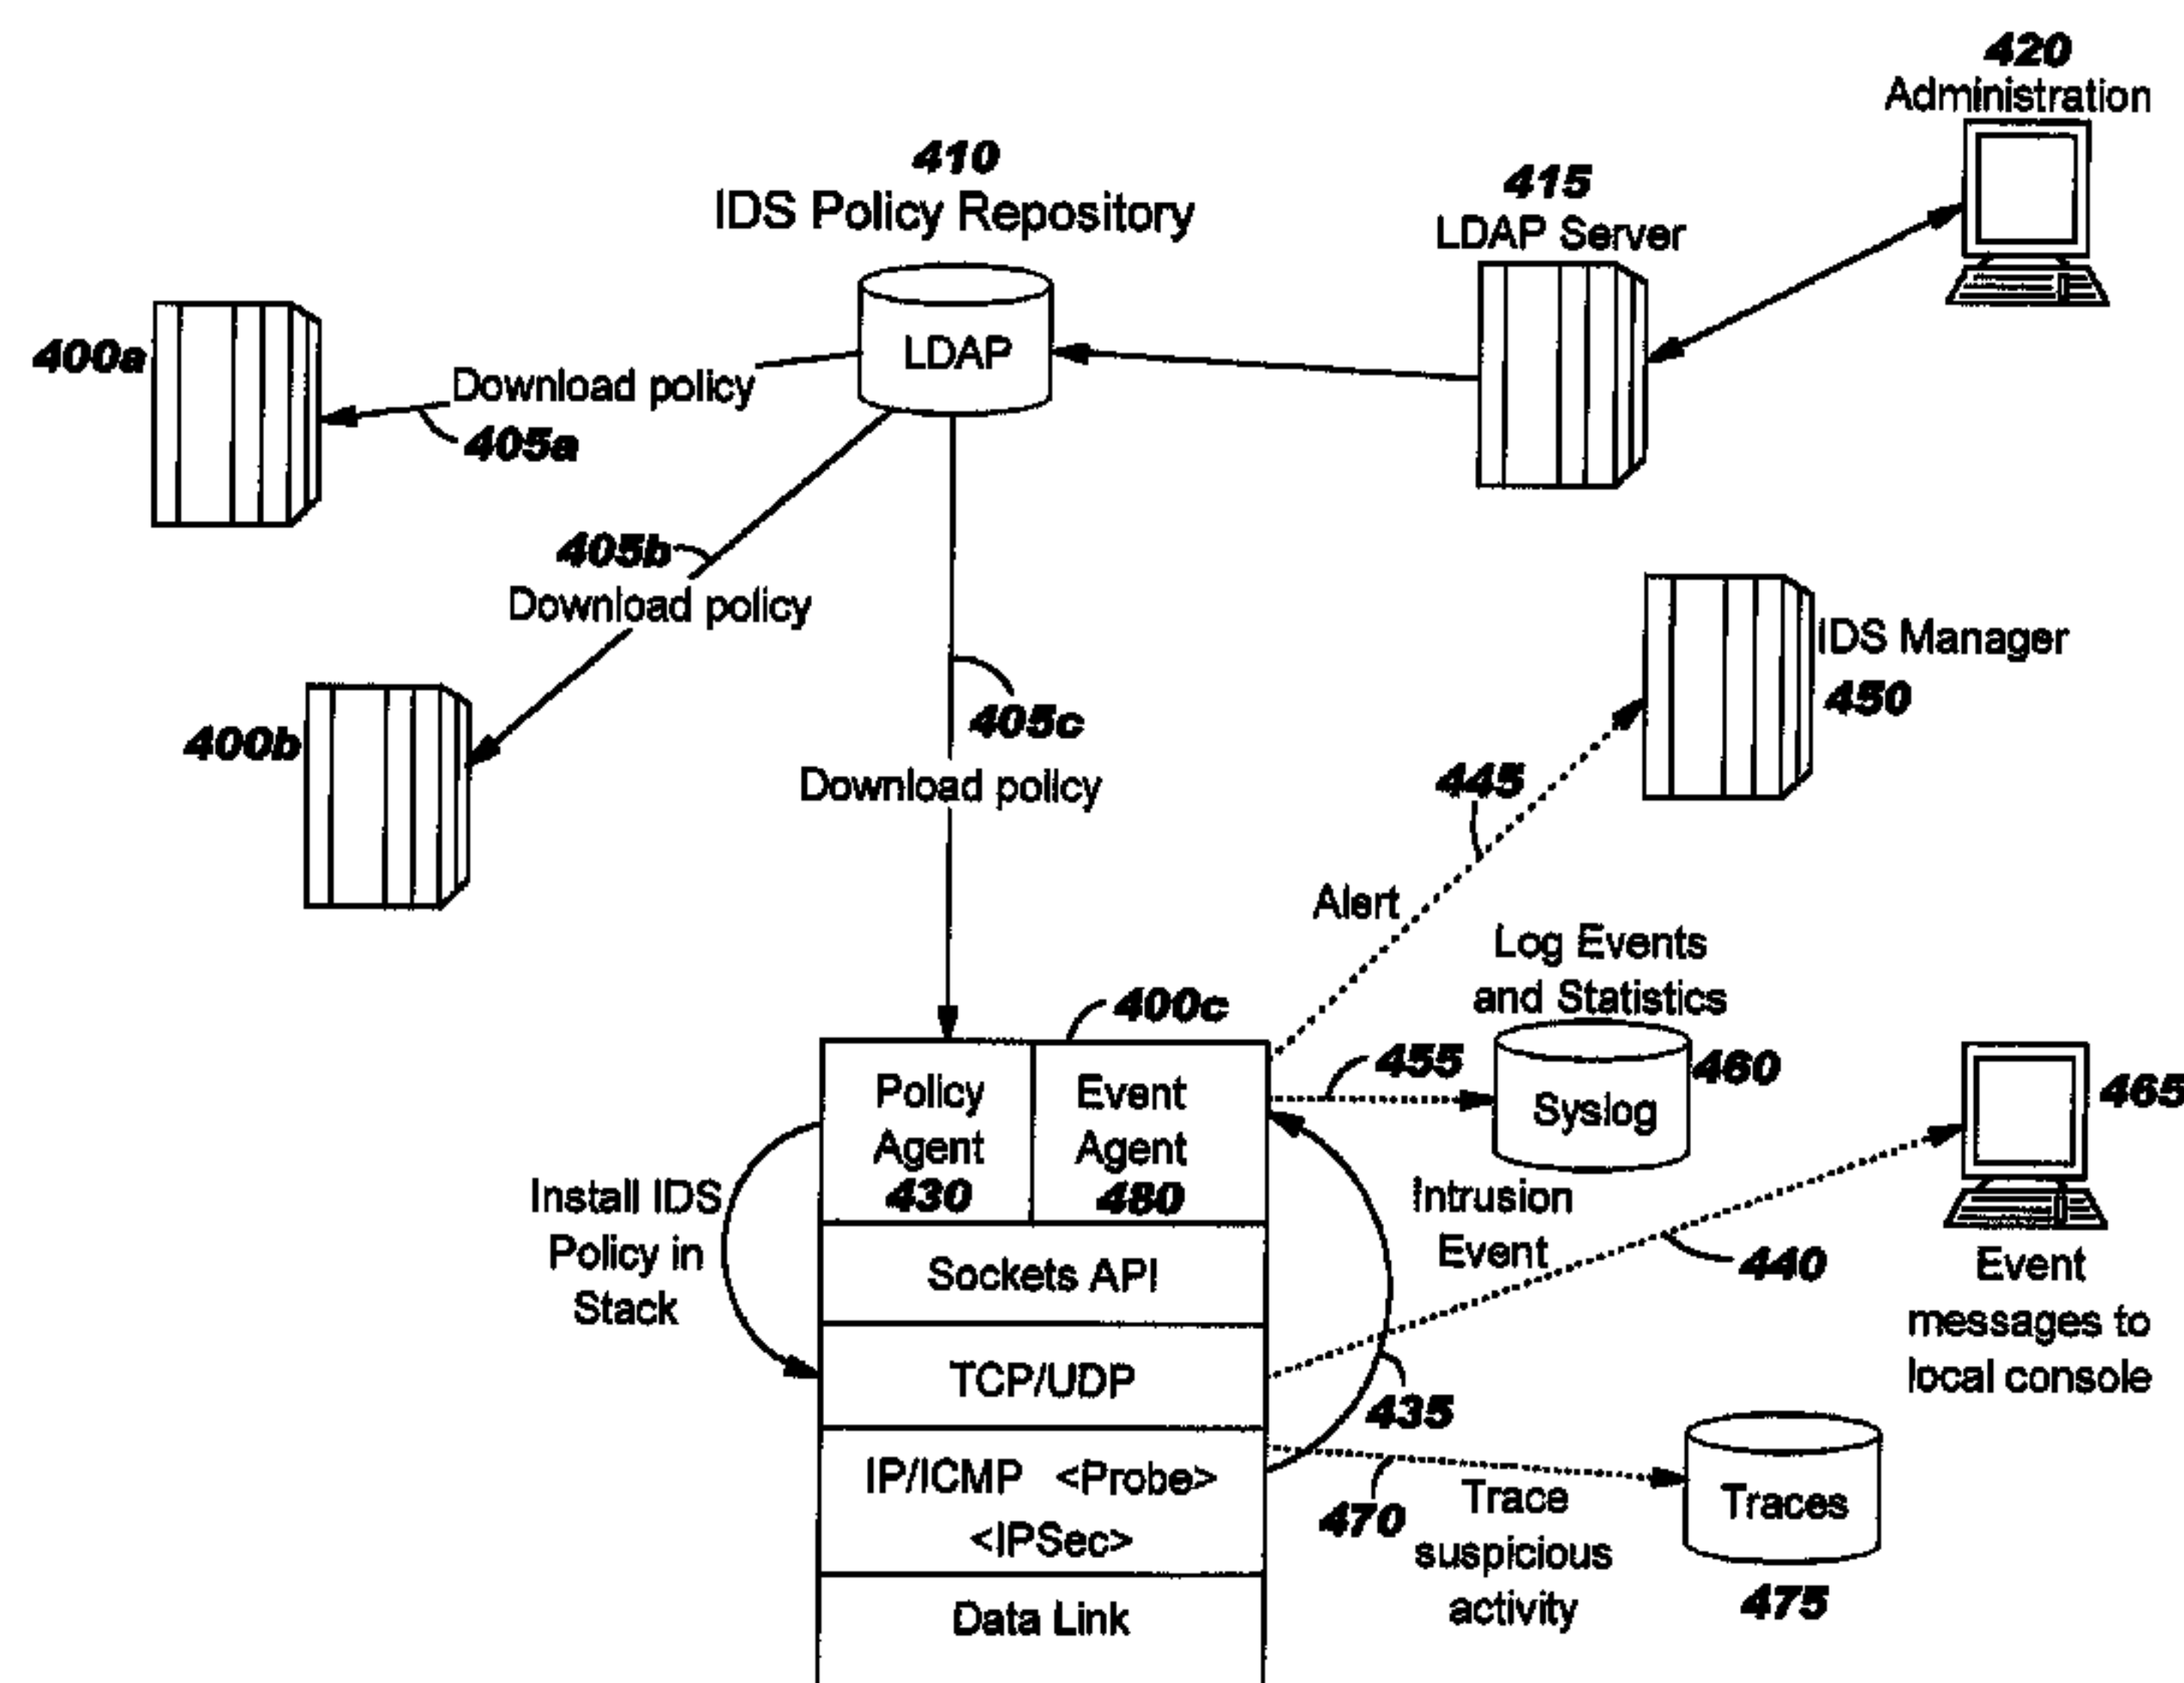 420
Administration
410
IDS Policy Repository
415
LDAP Server
LDAP
400a
Download policy
405a
405b
Download policy
IDS Manager
450
400b
405c
Download policy
445
Alert
Log Events
and Statistics
400c
455
460
Syslog
465
Policy
Agent
430
Event
Agent
480
Install IDS
Policy in
Stack
Intrusion
Event
440
Event
messages to
local console
Sockets API
TCP/UDP
435
IP/ICMP <Probe>
<IPSec>
470
Trace
suspicious
activity
Traces
475
Data Link